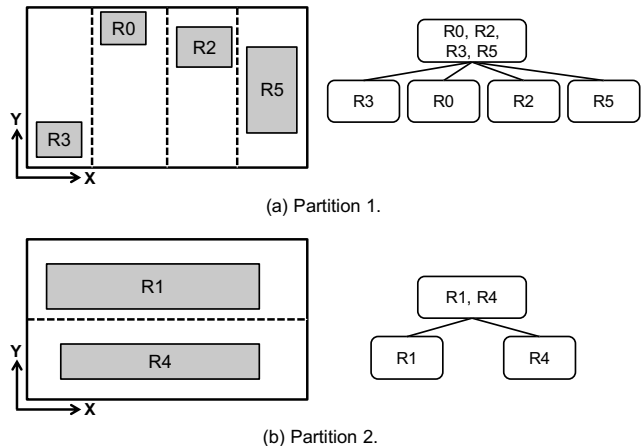 R0
R2
R5
R3
Y
X
R0, R2,
R3, R5
R3 R0 R2 R5
(a) Partition 1.
R1
R4
Y
X
R1, R4
R1 R4
(b) Partition 2.